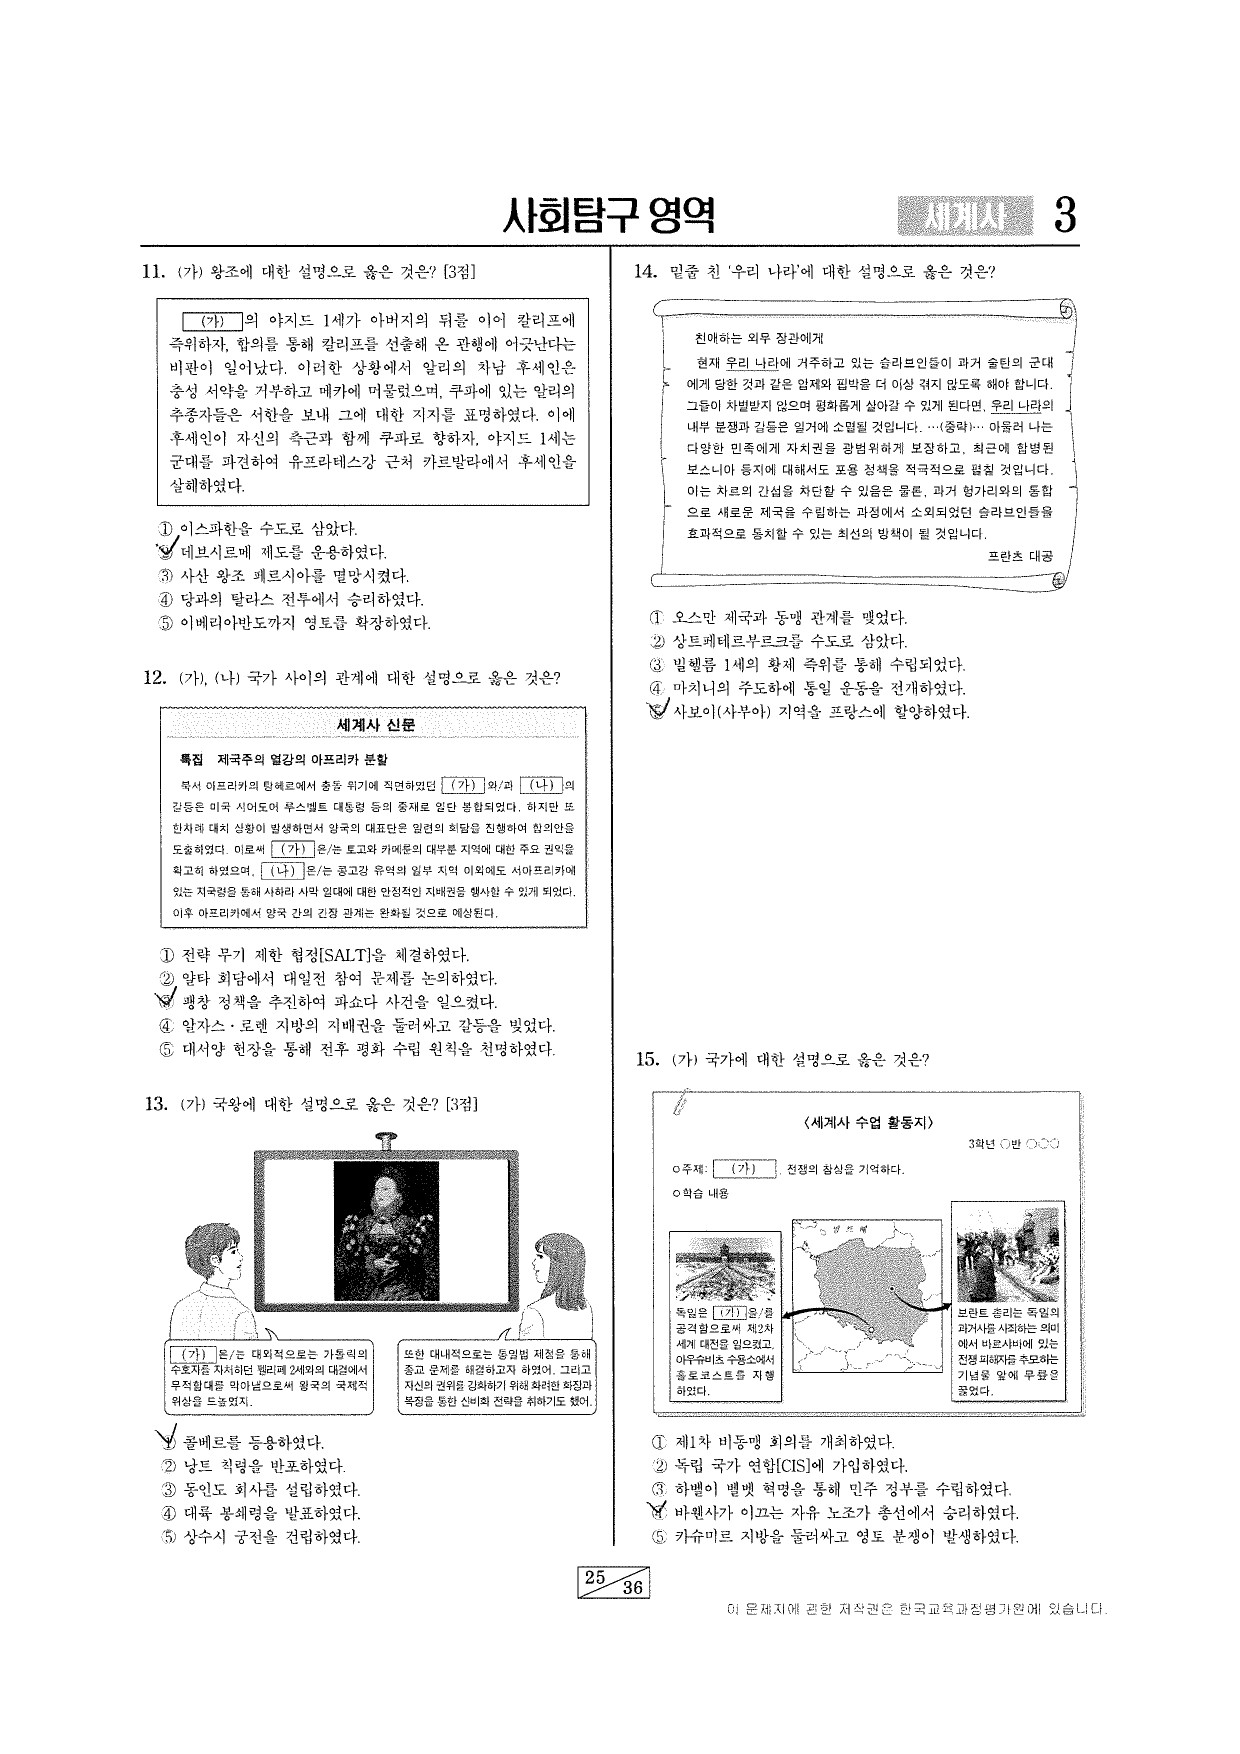 사회탐구 영역
세계사
3
11. (가) 왕조에 대한 설명으로 옳은 것은? [3점]
(가) 의 야지드 1세가 아버지의 뒤를 이어 칼리프에
즉위하자, 합의를 통해 칼리프를 선출해 온 관행에 어긋난다는
비판이 일어났다. 이러한 상황에서 알리의 차남 후세인은
충성 서약을 거부하고 메카에 머물렀으며, 쿠파에 있는 알리의
추종자들은 서한을 보내 그에 대한 지지를 표명하였다. 이에
후세인이 자신의 측근과 함께 쿠파로 향하자, 야지드 1세는
군대를 파견하여 유프라테스강 근처 카르발라에서 후세인을
살해하였다.
① 이스파한을 수도로 삼았다.
② 데브시르메 제도를 운용하였다.
③ 사산 왕조 페르시아를 멸망시켰다.
④ 당과의 탈라스 전투에서 승리하였다.
⑤ 이베리아반도까지 영토를 확장하였다.
12. (가), (나) 국가 사이의 관계에 대한 설명으로 옳은 것은?
세계사 신문
특집 제국주의 열강의 아프리카 분할
북서 아프리카의 탕헤르에서 충돌 위기에 직면하였던 (가) 와/과 (나) 의
갈등은 미국 시어도어 루스벨트 대통령 등의 중재로 일단 봉합되었다. 하지만 또
한차례 대치 상황이 발생하면서 양국의 대표단은 일련의 회담을 진행하여 합의안을
도출하였다. 이로써 (가) 은/는 토고와 카메룬의 대부분 지역에 대한 주요 권익을
확고히 하였으며, (나) 은/는 콩고강 유역의 일부 지역 이외에도 서아프리카에
있는 자국령을 통해 사하라 사막 일대에 대한 안정적인 지배권을 행사할 수 있게 되었다.
이후 아프리카에서 양국 간의 긴장 관계는 완화될 것으로 예상된다.
① 전략 무기 제한 협정[SALT]을 체결하였다.
② 얄타 회담에서 대일전 참여 문제를 논의하였다.
③ 팽창 정책을 추진하여 파쇼다 사건을 일으켰다.
④ 알자스·로렌 지방의 지배권을 둘러싸고 갈등을 빚었다.
⑤ 대서양 헌장을 통해 전후 평화 수립 원칙을 천명하였다.
13. (가) 국왕에 대한 설명으로 옳은 것은? [3점]
(가) 은/는 대외적으로는 가톨릭의
수호자를 자처하던 펠리페 2세와의 대결에서
무적함대를 막아냄으로써 왕국의 국제적
위상을 드높였지.
또한 대내적으로는 통일법 제정을 통해
종교 문제를 해결하고자 하였어. 그리고
자신의 권위를 강화하기 위해 화려한 화장과
복장을 통한 신비화 전략을 취하기도 했어.
① 콜베르를 등용하였다.
② 낭트 칙령을 반포하였다.
③ 동인도 회사를 설립하였다.
④ 대륙 봉쇄령을 발표하였다.
⑤ 상수시 궁전을 건립하였다.
14. 밑줄 친 '우리 나라'에 대한 설명으로 옳은 것은?
친애하는 외무 장관에게
현재 우리 나라에 거주하고 있는 슬라브인들이 과거 술탄의 군대
에게 당한 것과 같은 압제와 핍박을 더 이상 겪지 않도록 해야 합니다.
그들이 차별받지 않으며 평화롭게 살아갈 수 있게 된다면, 우리 나라의
내부 분쟁과 갈등은 일거에 소멸될 것입니다. …(중략)… 아울러 나는
다양한 민족에게 자치권을 광범위하게 보장하고, 최근에 합병된
보스니아 등지에 대해서도 포용 정책을 적극적으로 펼칠 것입니다.
이는 차르의 간섭을 차단할 수 있음은 물론, 과거 헝가리와의 통합
으로 새로운 제국을 수립하는 과정에서 소외되었던 슬라브인들을
효과적으로 통치할 수 있는 최선의 방책이 될 것입니다.
프란츠 대공
① 오스만 제국과 동맹 관계를 맺었다.
② 상트페테르부르크를 수도로 삼았다.
③ 빌헬름 1세의 황제 즉위를 통해 수립되었다.
④ 마치니의 주도하에 통일 운동을 전개하였다.
⑤ 사보이(사부아) 지역을 프랑스에 할양하였다.
15. (가) 국가에 대한 설명으로 옳은 것은?
〈세계사 수업 활동지〉
3학년 ○반 ○○○
○주제: (가) , 전쟁의 참상을 기억하다.
○학습 내용
발트해
독일은 (가) 을/를
공격함으로써 제2차
세계 대전을 일으켰고,
아우슈비츠 수용소에서
홀로코스트를 자행
하였다.
브란트 총리는 독일의
과거사를 사죄하는 의미
에서 바르샤바에 있는
전쟁 피해자를 추모하는
기념물 앞에 무릎을
꿇었다.
① 제1차 비동맹 회의를 개최하였다.
② 독립 국가 연합[CIS]에 가입하였다.
③ 하벨이 벨벳 혁명을 통해 민주 정부를 수립하였다.
④ 바웬사가 이끄는 자유 노조가 총선에서 승리하였다.
⑤ 카슈미르 지방을 둘러싸고 영토 분쟁이 발생하였다.
25
36
이 문제지에 관한 저작권은 한국교육과정평가원에 있습니다.